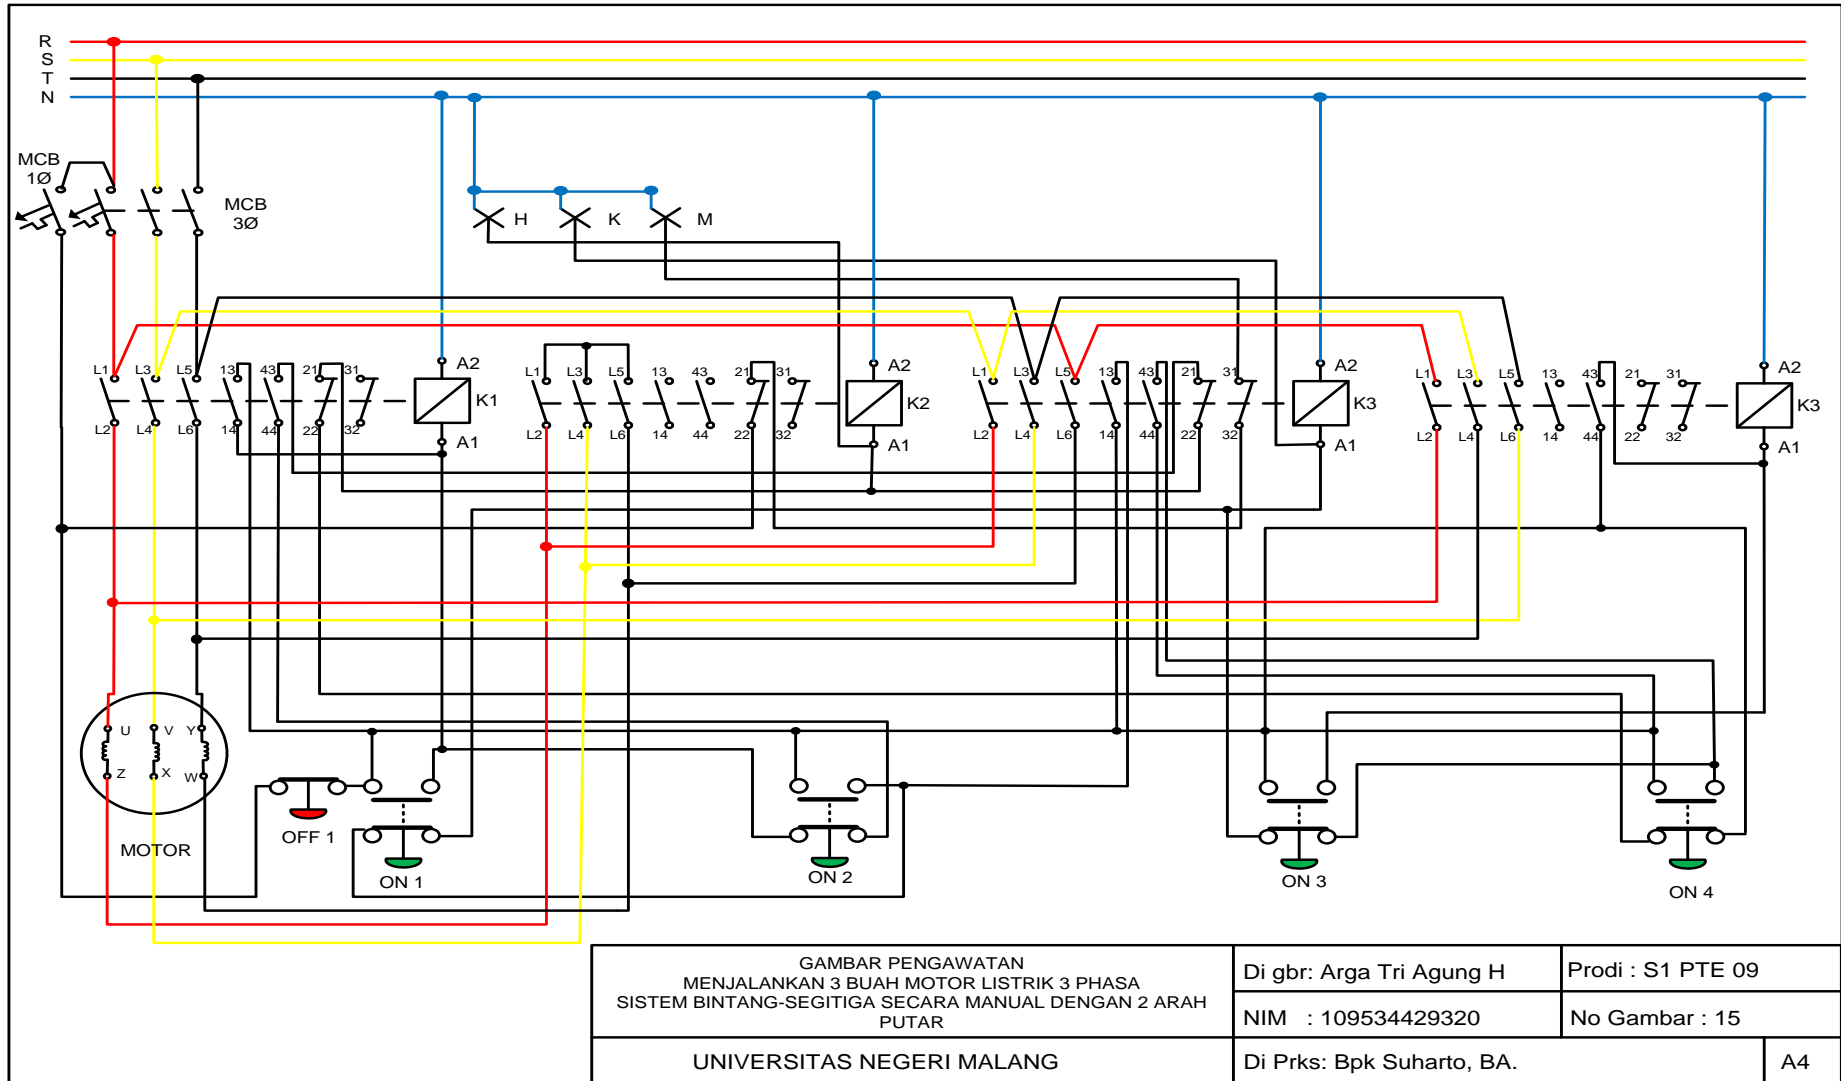 R
S
T
N
MCB
1Ø
MCB
3Ø
H K M
L1 L3 L5 13 43 21 31 A2
K1
L2 L4 L6 14 44 22 32 A1
L1 L3 L5 13 43 21 31 A2
K2
L2 L4 L6 14 44 22 32 A1
L1 L3 L5 13 43 21 31 A2
K3
L2 L4 L6 14 44 22 32 A1
L1 L3 L5 13 43 21 31 A2
K3
L2 L4 L6 14 44 22 32 A1
U V Y
Z X W
MOTOR
OFF 1
ON 1
ON 2
ON 3
ON 4
GAMBAR PENGAWATAN
MENJALANKAN 3 BUAH MOTOR LISTRIK 3 PHASA
SISTEM BINTANG-SEGITIGA SECARA MANUAL DENGAN 2 ARAH
PUTAR
UNIVERSITAS NEGERI MALANG
Di gbr: Arga Tri Agung H
Prodi : S1 PTE 09
NIM : 109534429320
No Gambar : 15
Di Prks: Bpk Suharto, BA.
A4